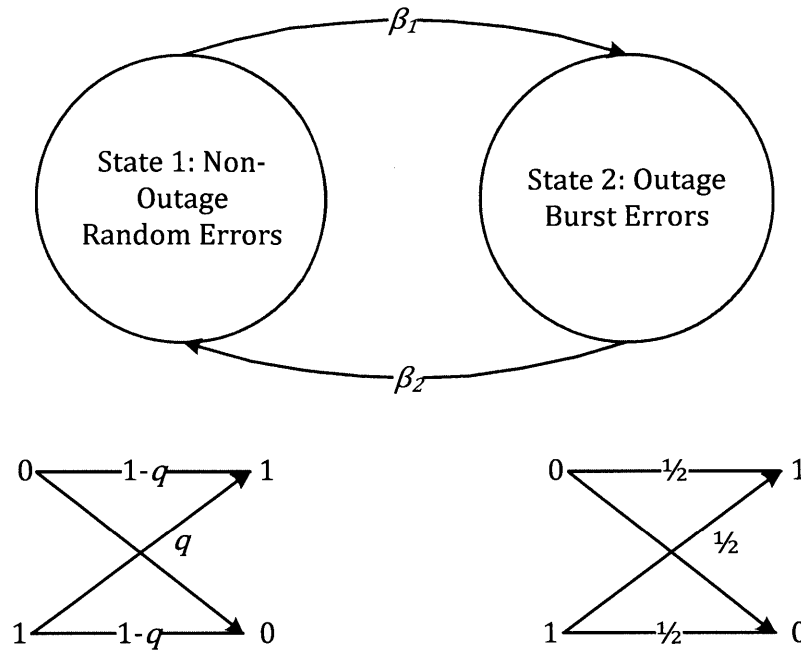 β1
State 1: Non-
Outage
Random Errors
State 2: Outage
Burst Errors
β2
0 1-q 1
q
1 1-q 0
0 ½ 1
½
1 ½ 0